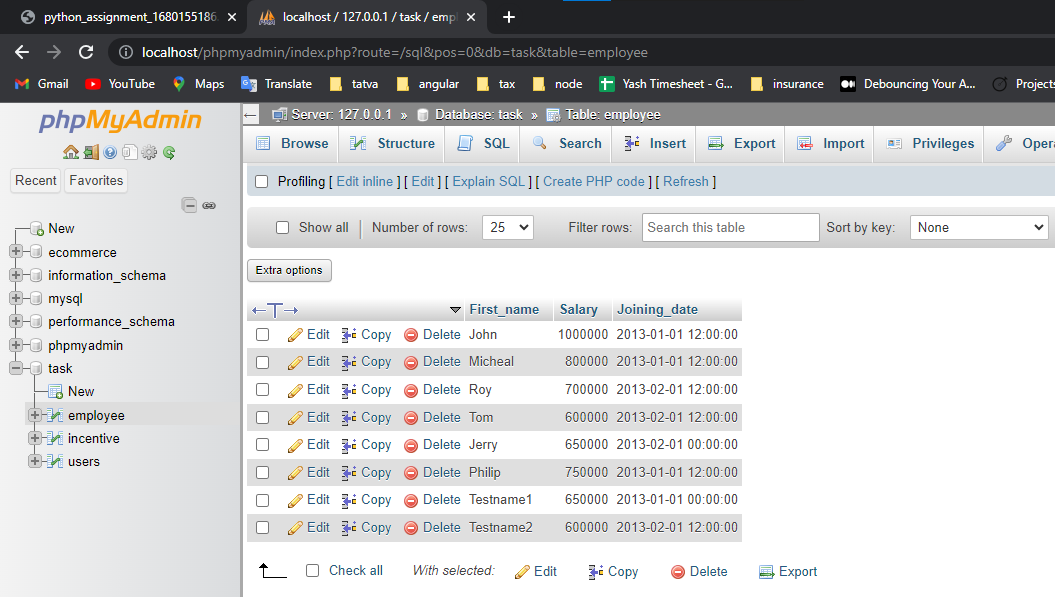 python_assignment_1680155186
localhost / 127.0.0.1 / task / emp
localhost/phpmyadmin/index.php?route=/sql&pos=0&db=task&table=employee
Gmail YouTube Maps Translate tatva angular tax node Yash Timesheet - G... insurance Debouncing Your A... Projects
phpMyAdmin
Recent Favorites
New
ecommerce
information_schema
mysql
performance_schema
phpmyadmin
task
New
employee
incentive
users
Server: 127.0.0.1 » Database: task » Table: employee
Browse Structure SQL Search Insert Export Import Privileges Opera
Profiling [ Edit inline ] [ Edit ] [ Explain SQL ] [ Create PHP code ] [ Refresh ]
Show all | Number of rows: 25 Filter rows: Search this table Sort by key: None
Extra options
First_name Salary Joining_date
Edit Copy Delete John 1000000 2013-01-01 12:00:00
Edit Copy Delete Micheal 800000 2013-01-01 12:00:00
Edit Copy Delete Roy 700000 2013-02-01 12:00:00
Edit Copy Delete Tom 600000 2013-02-01 12:00:00
Edit Copy Delete Jerry 650000 2013-02-01 00:00:00
Edit Copy Delete Philip 750000 2013-01-01 12:00:00
Edit Copy Delete Testname1 650000 2013-01-01 00:00:00
Edit Copy Delete Testname2 600000 2013-02-01 12:00:00
Check all With selected: Edit Copy Delete Export